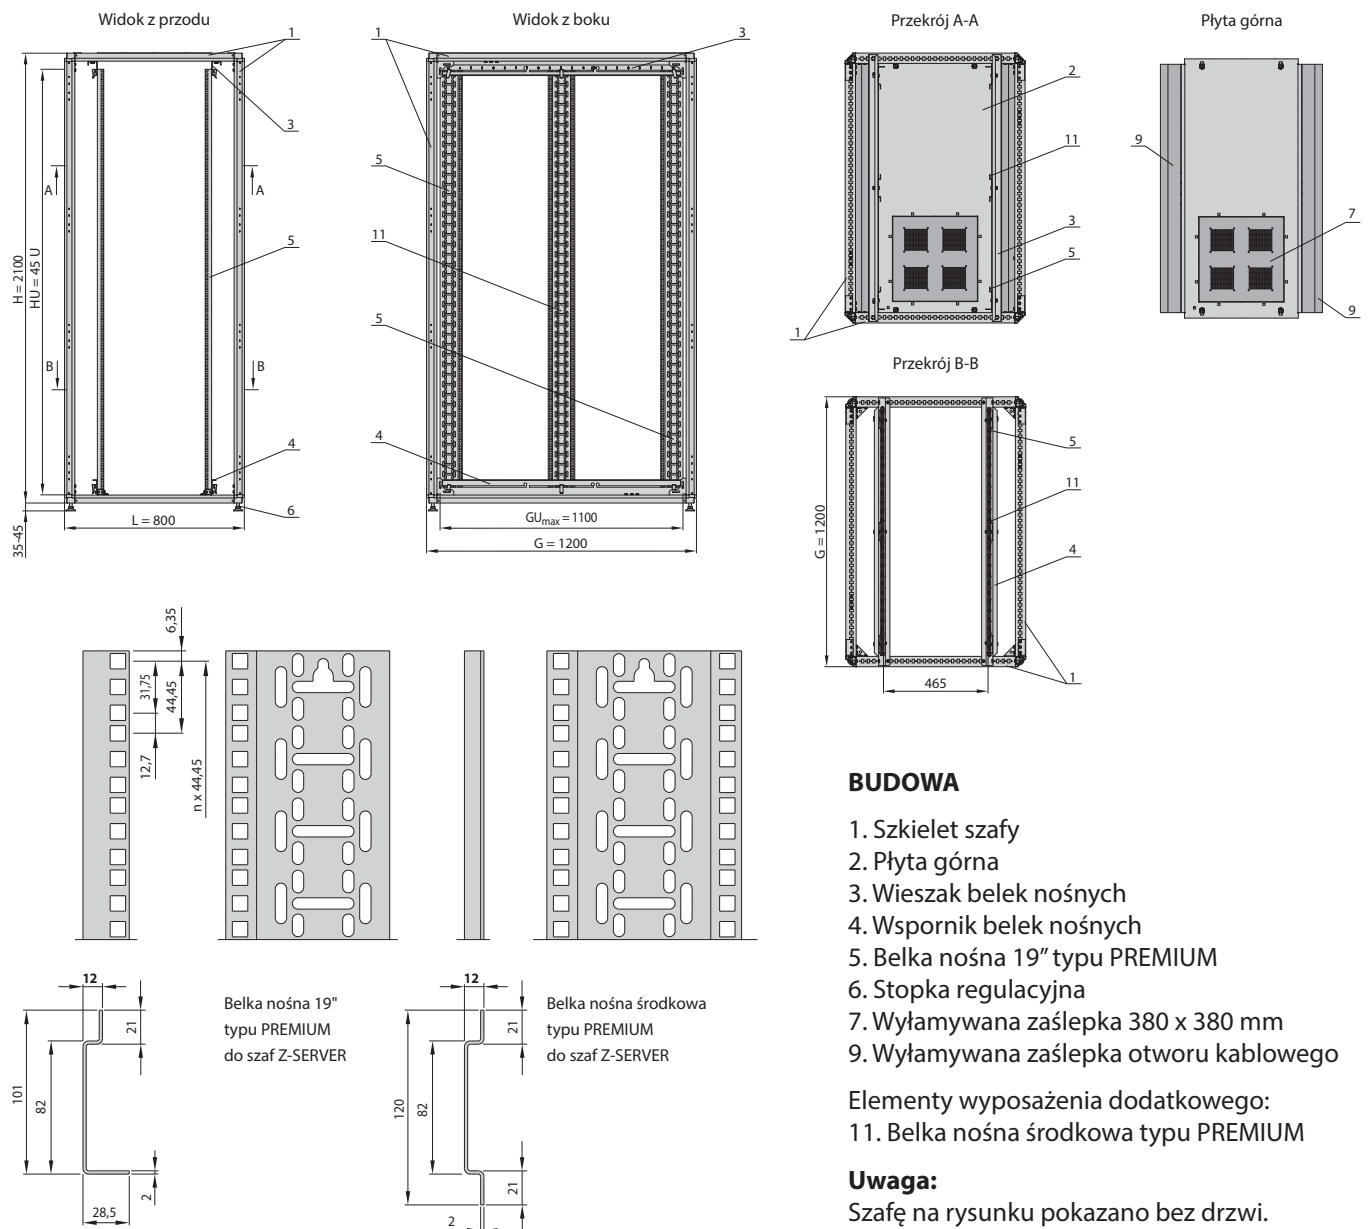 Widok z przodu
1
3
A
A
5
B
B
4
6
H = 2100
HU = 45 U
35-45
L = 800
Widok z boku
1
3
5
11
5
4
GUmax = 1100
G = 1200
Przekrój A-A
2
11
3
5
1
Płyta górna
9
7
9
Przekrój B-B
5
11
4
1
G = 1200
465
6,35
31,75
44,45
12,7
n x 44,45
12
21
101
82
2
28,5
Belka nośna 19"
typu PREMIUM
do szaf Z-SERVER
12
21
120
82
21
2
Belka nośna środkowa
typu PREMIUM
do szaf Z-SERVER
BUDOWA
1. Szkielet szafy
2. Płyta górna
3. Wieszak belek nośnych
4. Wspornik belek nośnych
5. Belka nośna 19” typu PREMIUM
6. Stopka regulacyjna
7. Wyłamywana zaślepka 380 x 380 mm
9. Wyłamywana zaślepka otworu kablowego
Elementy wyposażenia dodatkowego:
11. Belka nośna środkowa typu PREMIUM
Uwaga:
Szafę na rysunku pokazano bez drzwi.